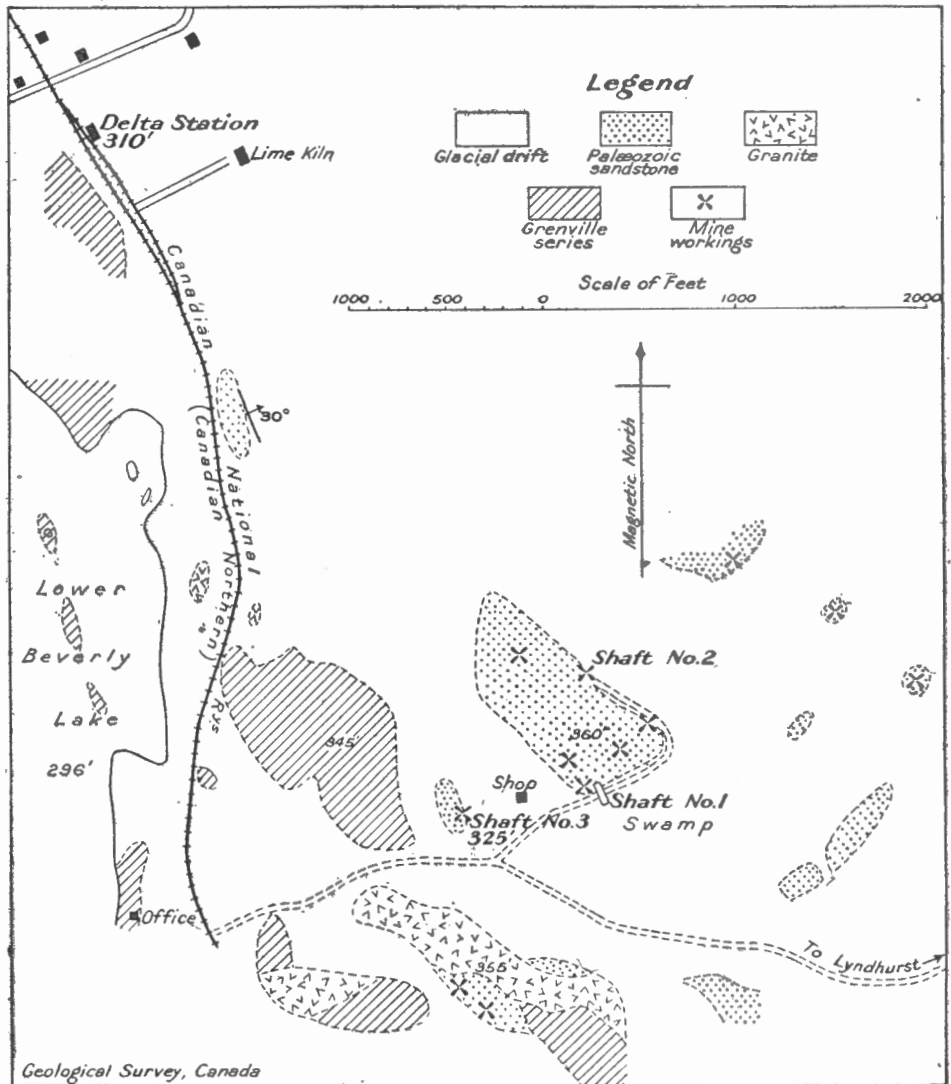 Legend
Glacial drift
Palæozoic
sandstone
Granite
Grenville
series
Mine
workings
Scale of Feet
1000 500 0 1000 2000
Delta Station
310'
Lime Kiln
Canadian National
(Canadian Northern)
Rys
30°
Magnetic North
Lower
Beverly
Lake
296'
345'
Shaft No.2
360'
Shop
Shaft No.1
Swamp
Shaft No.3
325
Office
355
To Lyndhurst
Geological Survey, Canada